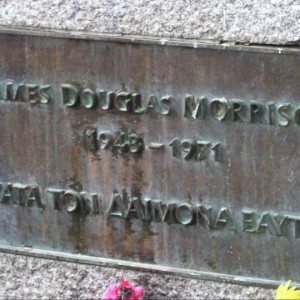 AMES DOUGLAS MORRISO
1943 – 1971
ΑΤΑ ΤΟΝ ΔΑΙΜΟΝΑ ΕΑΥΤ